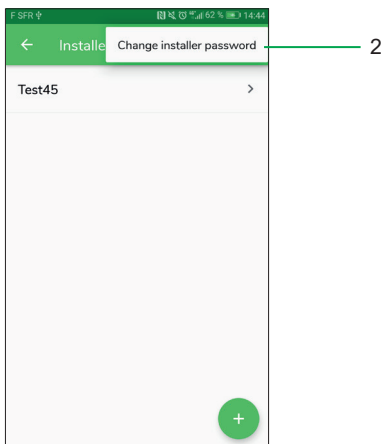 F SFR 62 % 14:44
Installe
Change installer password
2
Test45
+